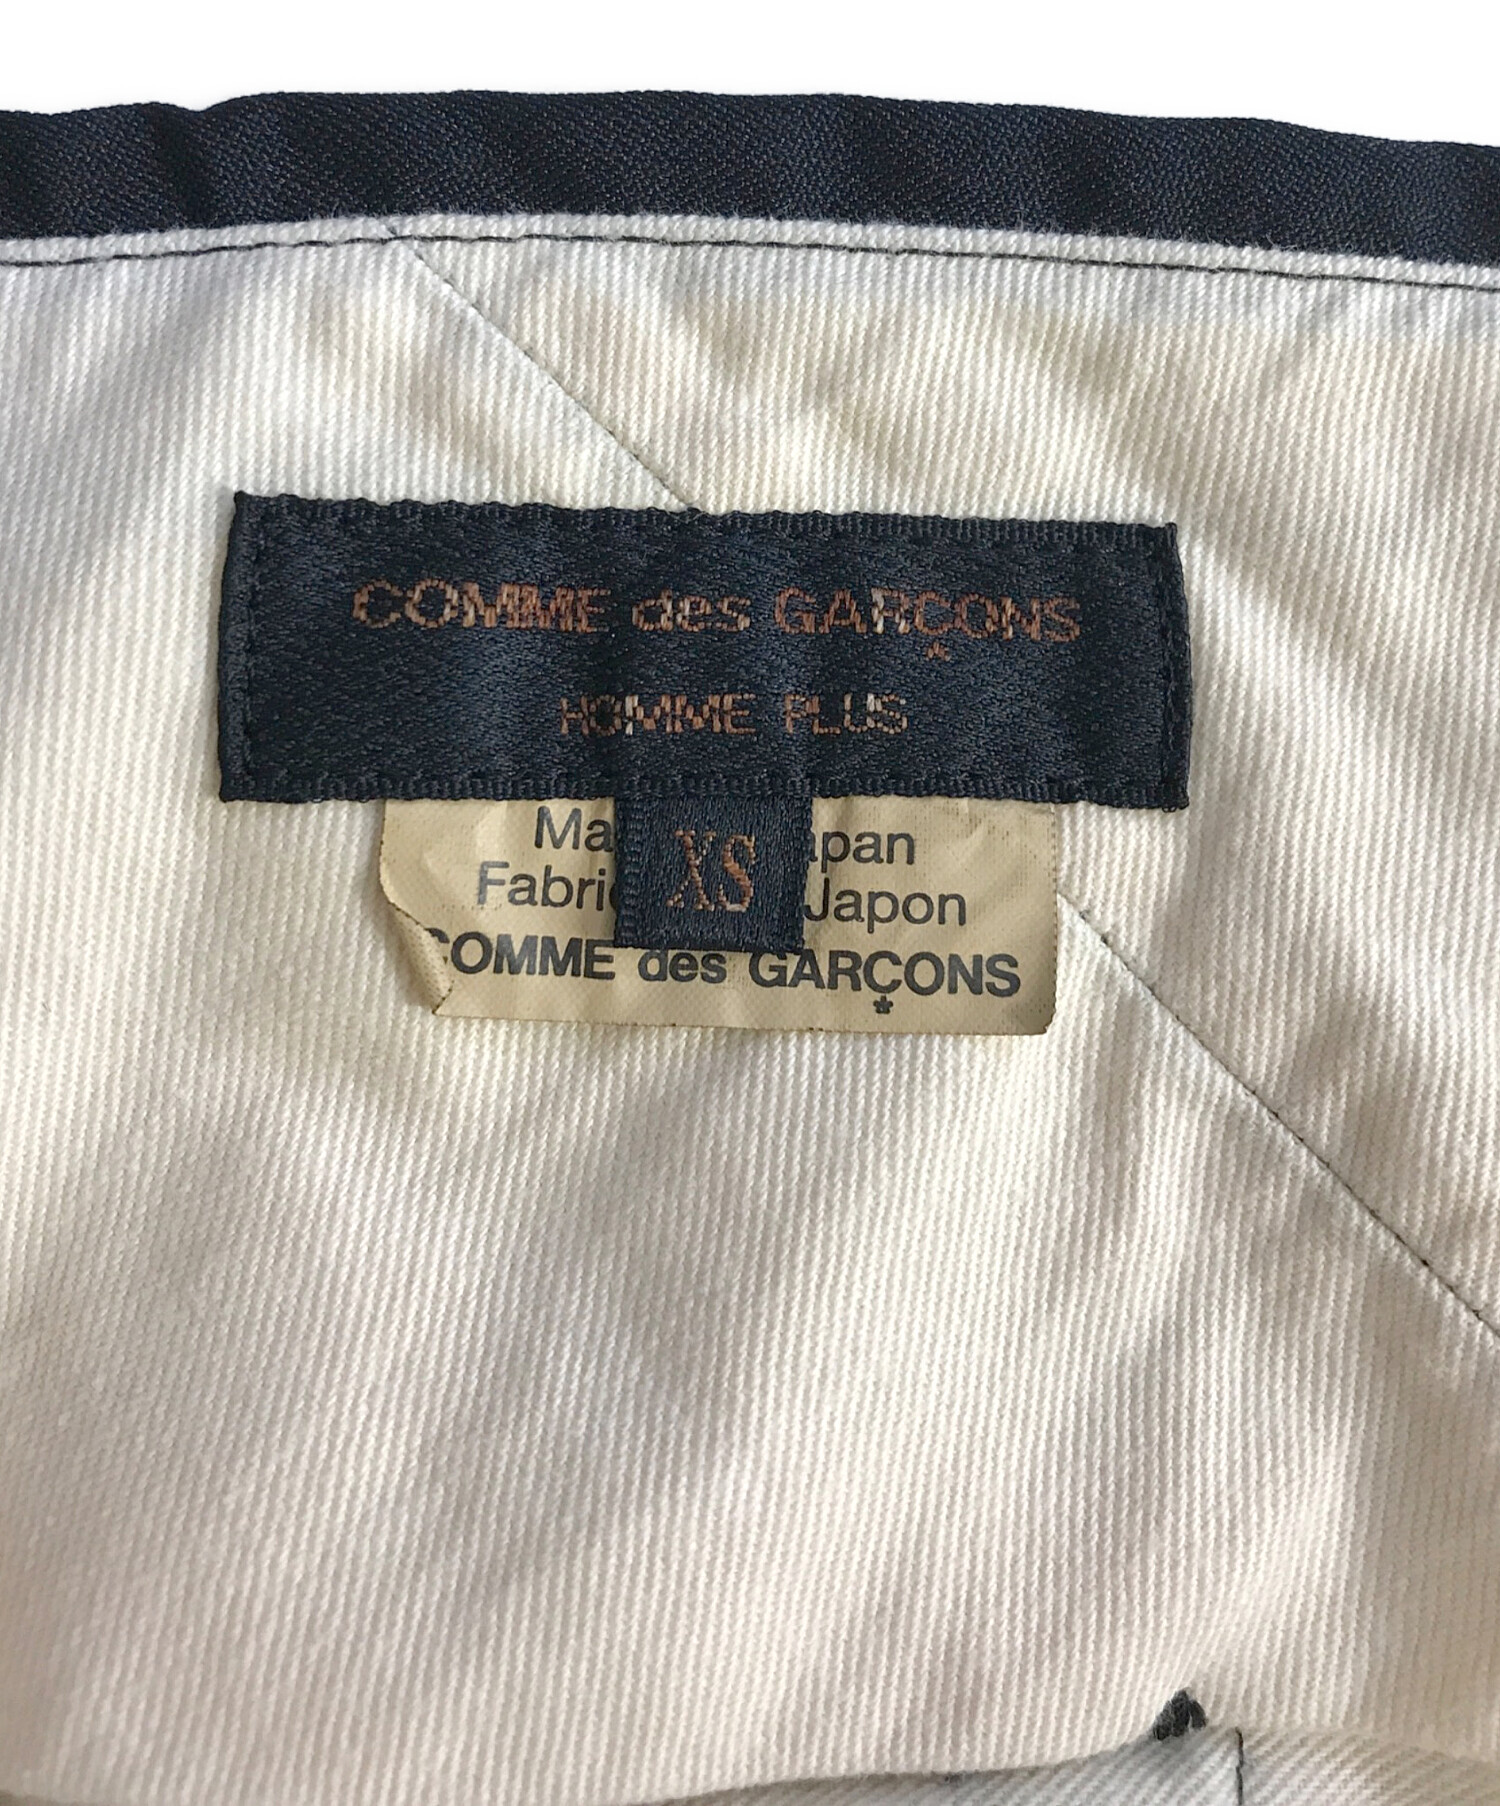 COMME des GARÇONS
HOMME PLUS
XS
Ma apan
Fabri Japon
COMME des GARÇONS